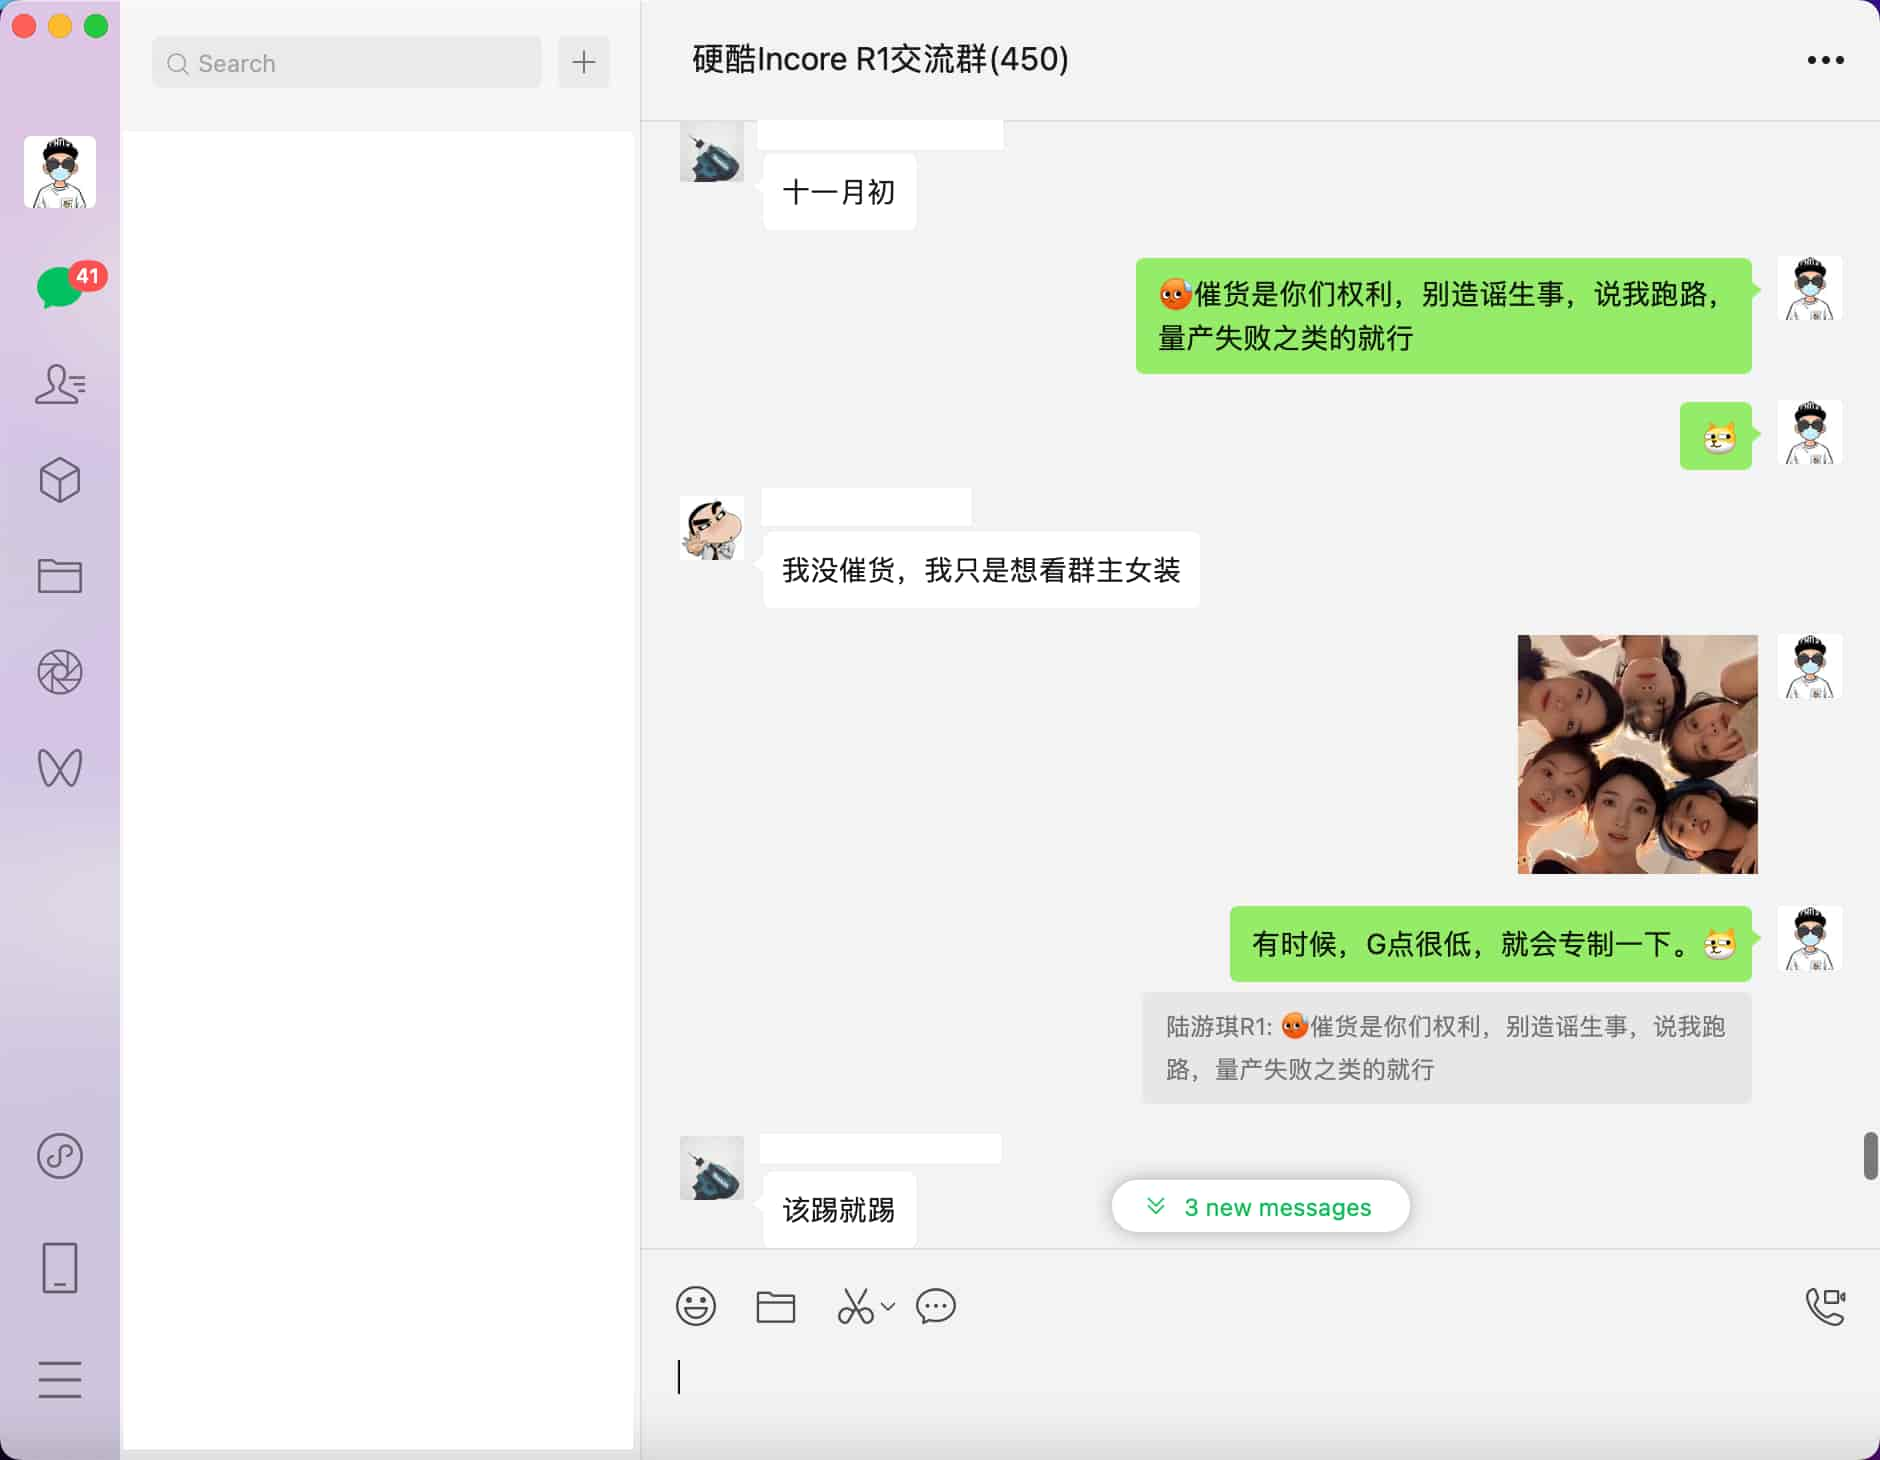 Search
硬酷Incore R1交流群(450)
41
十一月初
催货是你们权利，别造谣生事，说我跑路，
量产失败之类的就行
我没催货，我只是想看群主女装
有时候，G点很低，就会专制一下。
陆游琪R1: 催货是你们权利，别造谣生事，说我跑
路，量产失败之类的就行
该踢就踢
3 new messages